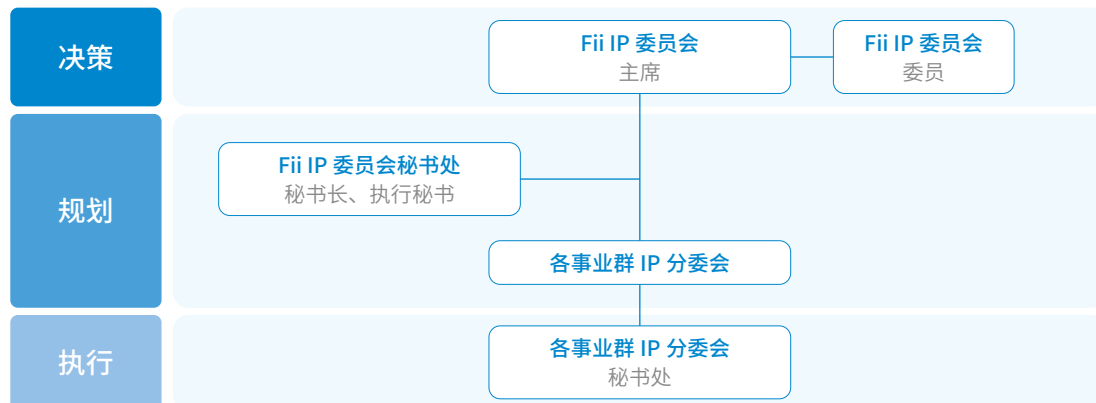 决策
Fii IP 委员会
主席
Fii IP 委员会
委员
规划
Fii IP 委员会秘书处
秘书长、执行秘书
各事业群 IP 分委会
执行
各事业群 IP 分委会
秘书处